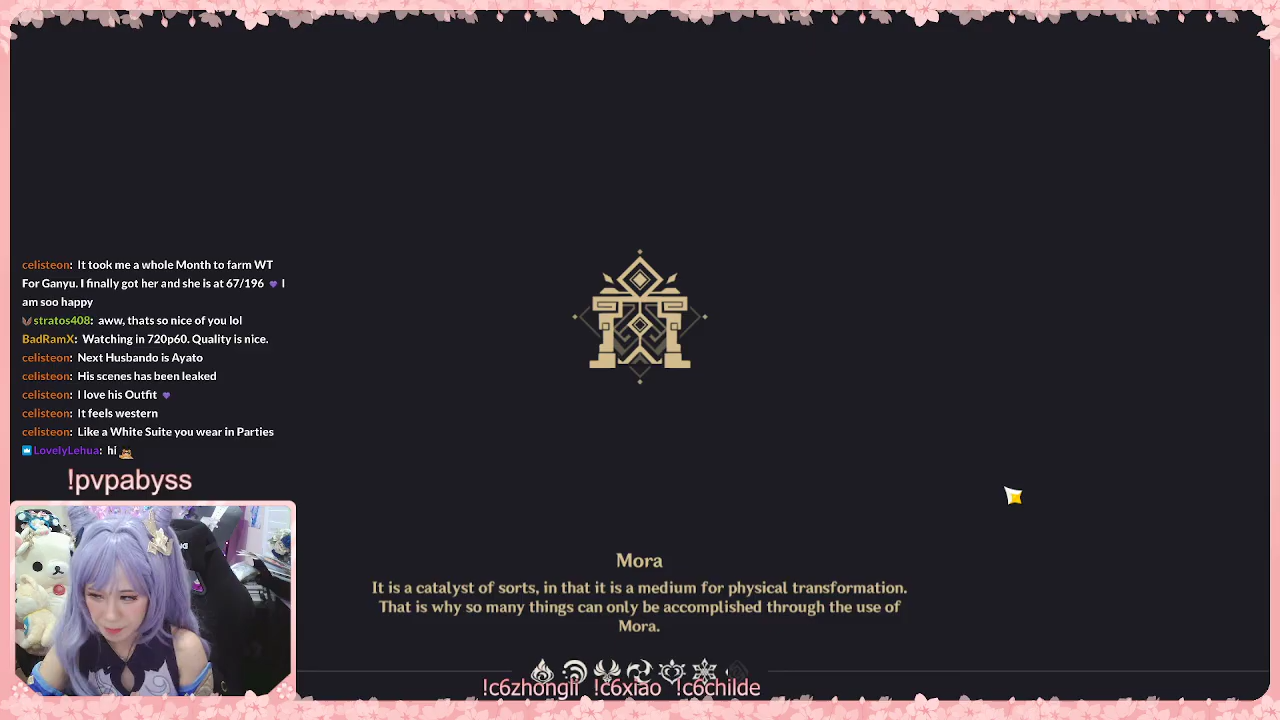 celisteon: It took me a whole Month to farm WT
For Ganyu. I finally got her and she is at 67/196 💜 I
am soo happy
stratos408: aww, thats so nice of you lol
BadRamX: Watching in 720p60. Quality is nice.
celisteon: Next Husbando is Ayato
celisteon: His scenes has been leaked
celisteon: I love his Outfit 💜
celisteon: It feels western
celisteon: Like a White Suite you wear in Parties
LovelyLehua: hi
!pvpabyss
Mora
It is a catalyst of sorts, in that it is a medium for physical transformation.
That is why so many things can only be accomplished through the use of
Mora.
!c6zhongli !c6xiao !c6childe